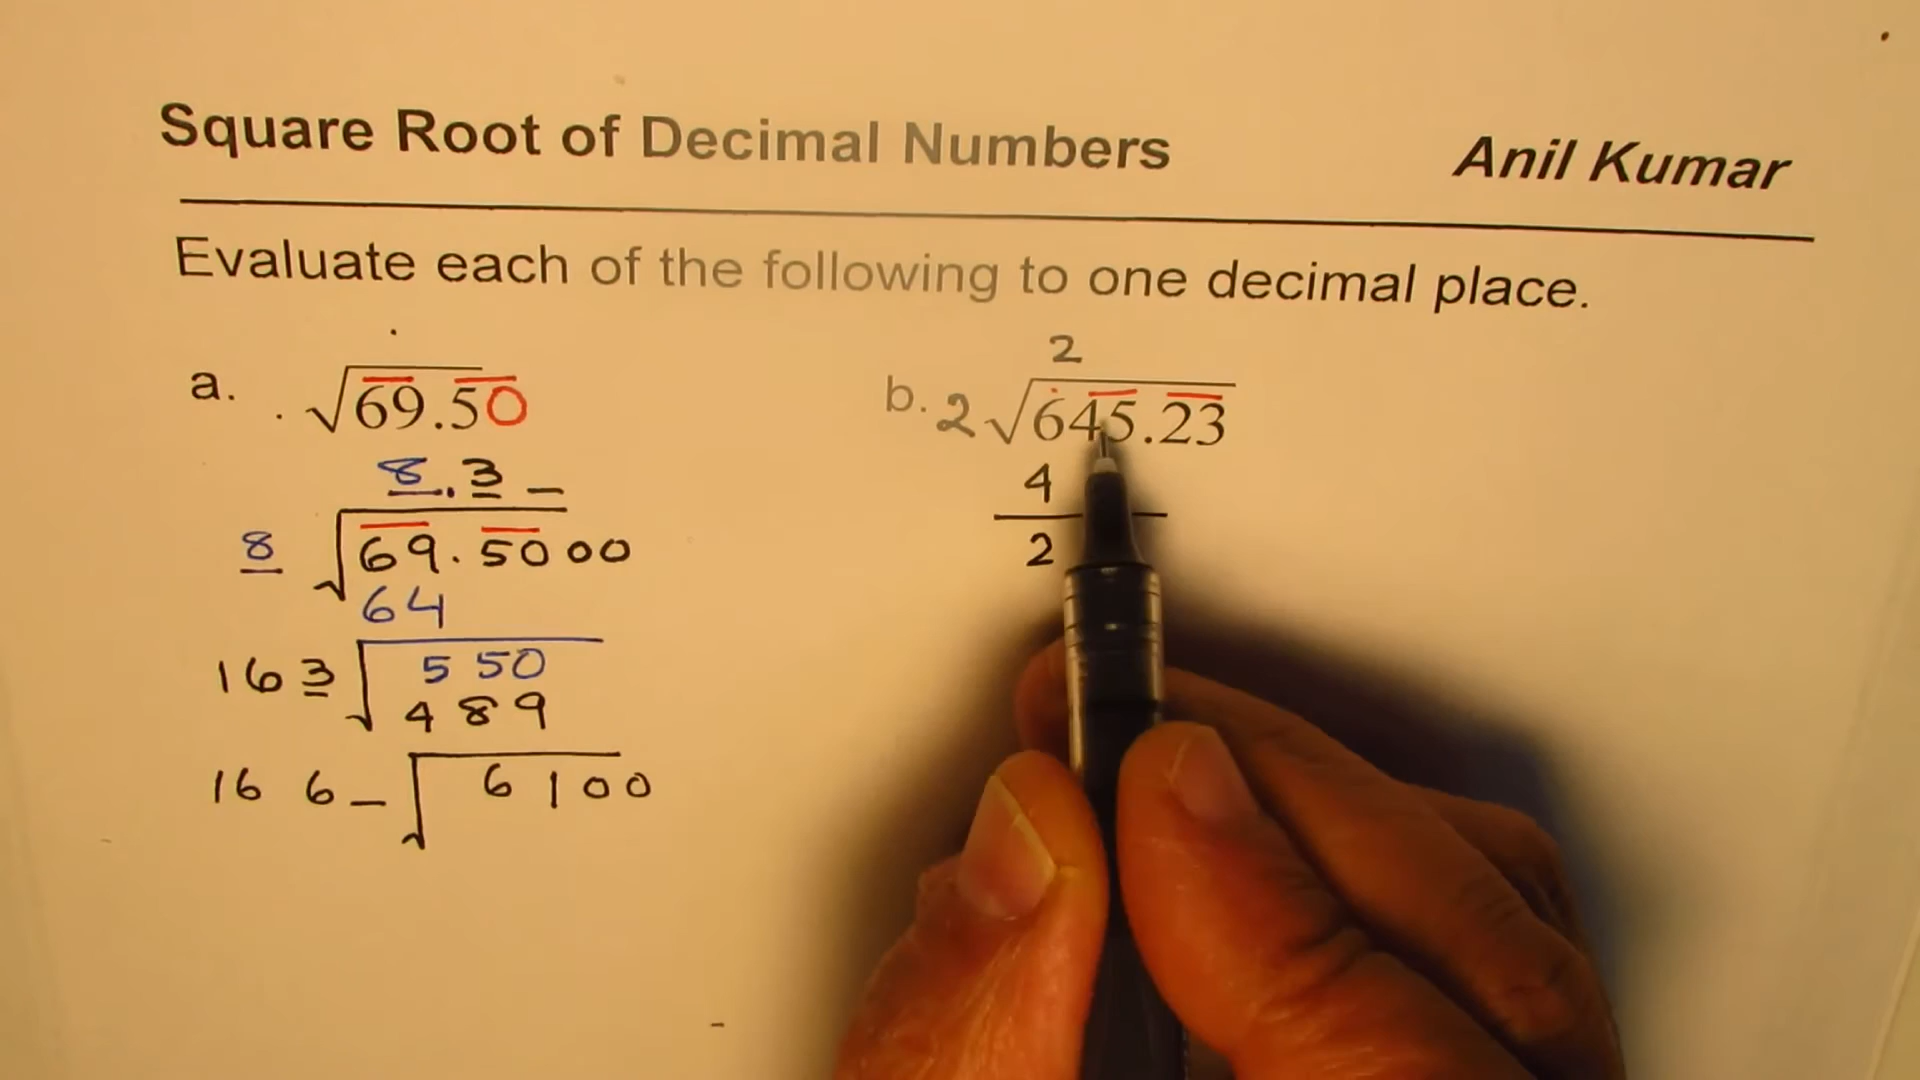 Square Root of Decimal Numbers
Anil Kumar
Evaluate each of the following to one decimal place.
a. √69.50
8.3 _
8 √69.5000
64
163 √550
489
166_ √6100
2
b. 2 √645.23
4
2